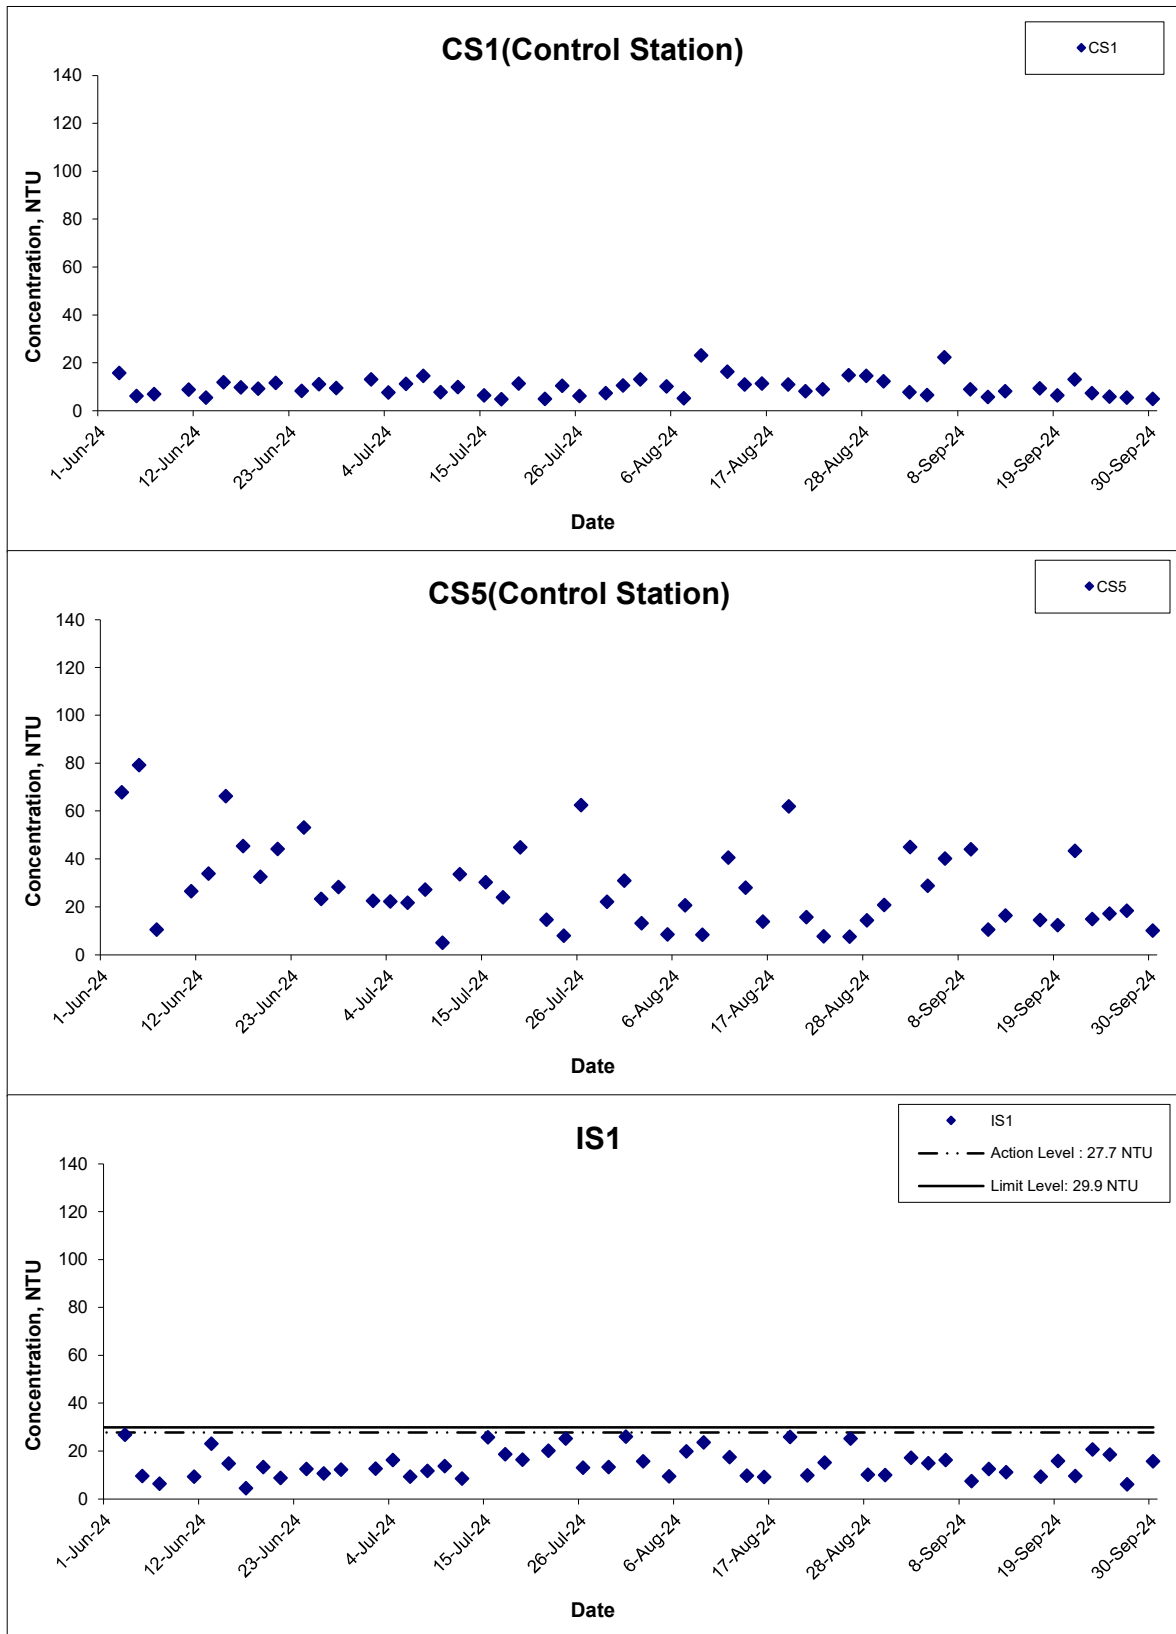 CS1(Control Station)
CS1
140
120
100
80
60
40
20
0
Concentration, NTU
1-Jun-24
12-Jun-24
23-Jun-24
4-Jul-24
15-Jul-24
26-Jul-24
6-Aug-24
17-Aug-24
28-Aug-24
8-Sep-24
19-Sep-24
30-Sep-24
Date
CS5(Control Station)
CS5
140
120
100
80
60
40
20
0
Concentration, NTU
1-Jun-24
12-Jun-24
23-Jun-24
4-Jul-24
15-Jul-24
26-Jul-24
6-Aug-24
17-Aug-24
28-Aug-24
8-Sep-24
19-Sep-24
30-Sep-24
Date
IS1
IS1
Action Level : 27.7 NTU
Limit Level: 29.9 NTU
140
120
100
80
60
40
20
0
Concentration, NTU
1-Jun-24
12-Jun-24
23-Jun-24
4-Jul-24
15-Jul-24
26-Jul-24
6-Aug-24
17-Aug-24
28-Aug-24
8-Sep-24
19-Sep-24
30-Sep-24
Date